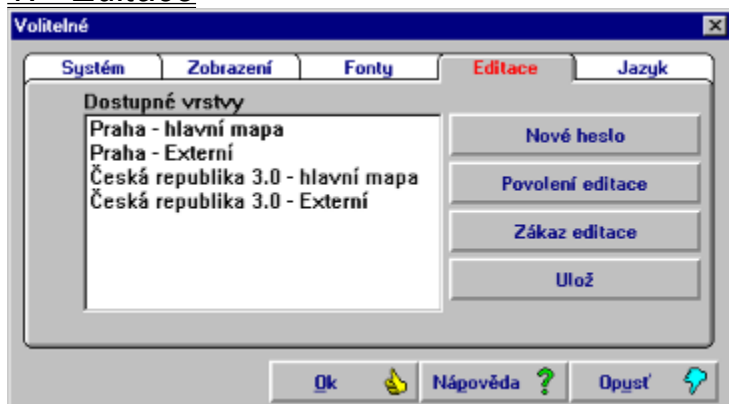 Volitelné
Systém Zobrazení Fonty Editace Jazyk
Dostupné vrstvy
Praha - hlavní mapa
Praha - Externí
Česká republika 3.0 - hlavní mapa
Česká republika 3.0 - Externí
Nové heslo
Povolení editace
Zákaz editace
Ulož
Ok Nápověda Opusť